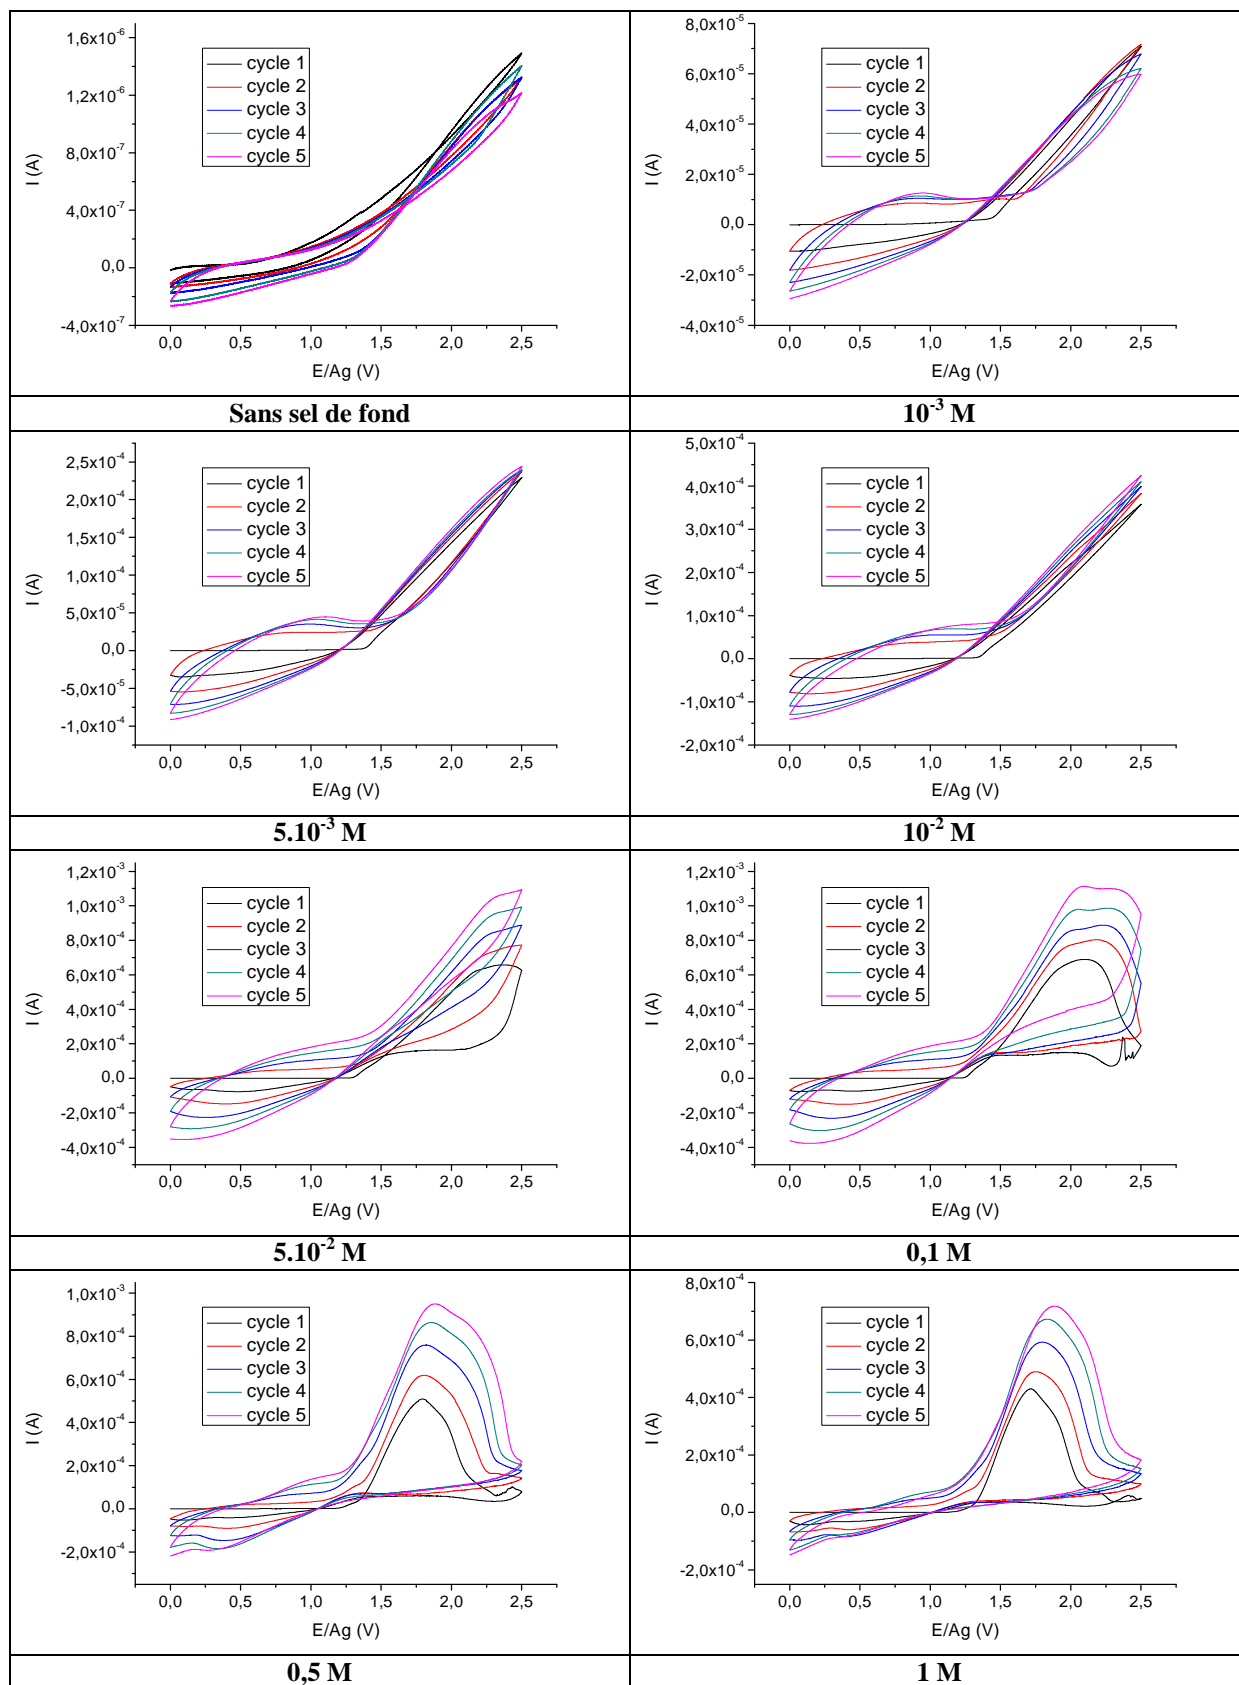 1,6x10-6
1,2x10-6
8,0x10-7
4,0x10-7
0,0
-4,0x10-7
I (A)
cycle 1
cycle 2
cycle 3
cycle 4
cycle 5
0,0 0,5 1,0 1,5 2,0 2,5
E/Ag (V)
Sans sel de fond
8,0x10-5
6,0x10-5
4,0x10-5
2,0x10-5
0,0
-2,0x10-5
-4,0x10-5
I (A)
cycle 1
cycle 2
cycle 3
cycle 4
cycle 5
0,0 0,5 1,0 1,5 2,0 2,5
E/Ag (V)
10-3 M
2,5x10-4
2,0x10-4
1,5x10-4
1,0x10-4
5,0x10-5
0,0
-5,0x10-5
-1,0x10-4
I (A)
cycle 1
cycle 2
cycle 3
cycle 4
cycle 5
0,0 0,5 1,0 1,5 2,0 2,5
E/Ag (V)
5.10-3 M
5,0x10-4
4,0x10-4
3,0x10-4
2,0x10-4
1,0x10-4
0,0
-1,0x10-4
-2,0x10-4
I (A)
cycle 1
cycle 2
cycle 3
cycle 4
cycle 5
0,0 0,5 1,0 1,5 2,0 2,5
E/Ag (V)
10-2 M
1,2x10-3
1,0x10-3
8,0x10-4
6,0x10-4
4,0x10-4
2,0x10-4
0,0
-2,0x10-4
-4,0x10-4
I (A)
cycle 1
cycle 2
cycle 3
cycle 4
cycle 5
0,0 0,5 1,0 1,5 2,0 2,5
E/Ag (V)
5.10-2 M
1,2x10-3
1,0x10-3
8,0x10-4
6,0x10-4
4,0x10-4
2,0x10-4
0,0
-2,0x10-4
-4,0x10-4
I (A)
cycle 1
cycle 2
cycle 3
cycle 4
cycle 5
0,0 0,5 1,0 1,5 2,0 2,5
E/Ag (V)
0,1 M
1,0x10-3
8,0x10-4
6,0x10-4
4,0x10-4
2,0x10-4
0,0
-2,0x10-4
I (A)
cycle 1
cycle 2
cycle 3
cycle 4
cycle 5
0,0 0,5 1,0 1,5 2,0 2,5
E/Ag (V)
0,5 M
8,0x10-4
6,0x10-4
4,0x10-4
2,0x10-4
0,0
-2,0x10-4
I (A)
cycle 1
cycle 2
cycle 3
cycle 4
cycle 5
0,0 0,5 1,0 1,5 2,0 2,5
E/Ag (V)
1 M